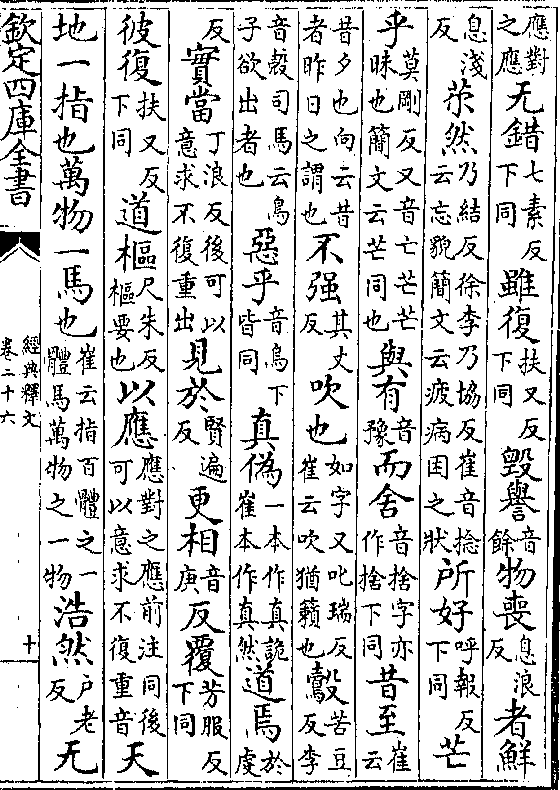 應對之應无錯七素反下同雖復扶又反下同毁譽音餘物喪息浪反者鮮
息淺反苶然乃結反徐李乃協反崔音捻云忘貌簡文云疲病困之狀所好呼報反下同芒
乎莫剛反又音亡芒芒昧也簡文云芒同也與有音豫而舍音捨字亦作捨下同昔至崔云
昔夕也向云昔者昨日之謂也不强其丈反吹也如字又叱瑞反崔云吹猶籟也鷇苦豆反李
音彀司馬云鳥子欲出者也惡乎音烏下皆同真偽一本作真詭崔本作真然道焉於虔
反實當丁浪反後可以意求不復重出見於賢遍反更相音庚反覆芳服反下同
彼復扶又反下同道樞尺朱反樞要也以應應對之應前注同後可以意求不復重音天
地一指也萬物一馬也崔云指百體之一體馬萬物之一物浩然戶老反无
欽定四庫全書
經典釋文
卷二十六
十